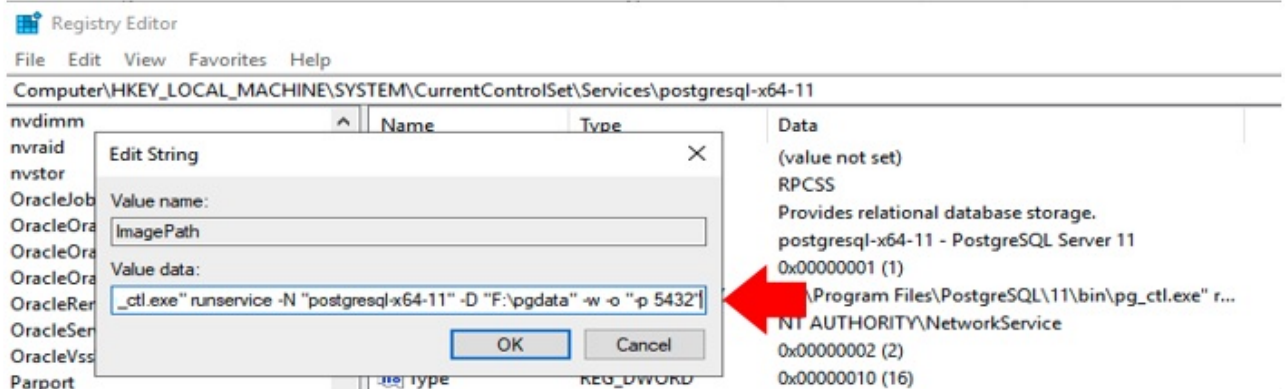 Registry Editor
File Edit View Favorites Help
Computer\HKEY_LOCAL_MACHINE\SYSTEM\CurrentControlSet\Services\postgresql-x64-11
nvdimm
nvraid
nvstor
OracleJob
OracleOra
OracleOra
OracleOra
OracleRer
OracleSer
OracleVss
Parport
Name Type Data
(value not set)
RPCSS
Provides relational database storage.
postgresql-x64-11 - PostgreSQL Server 11
0x00000001 (1)
\Program Files\PostgreSQL\11\bin\pg_ctl.exe" r...
NT AUTHORITY\NetworkService
0x00000002 (2)
Type REG_DWORD 0x00000010 (16)
Edit String
Value name:
ImagePath
Value data:
_ctl.exe" runservice -N "postgresql-x64-11" -D "F:\pgdata" -w -o "-p 5432"
OK Cancel